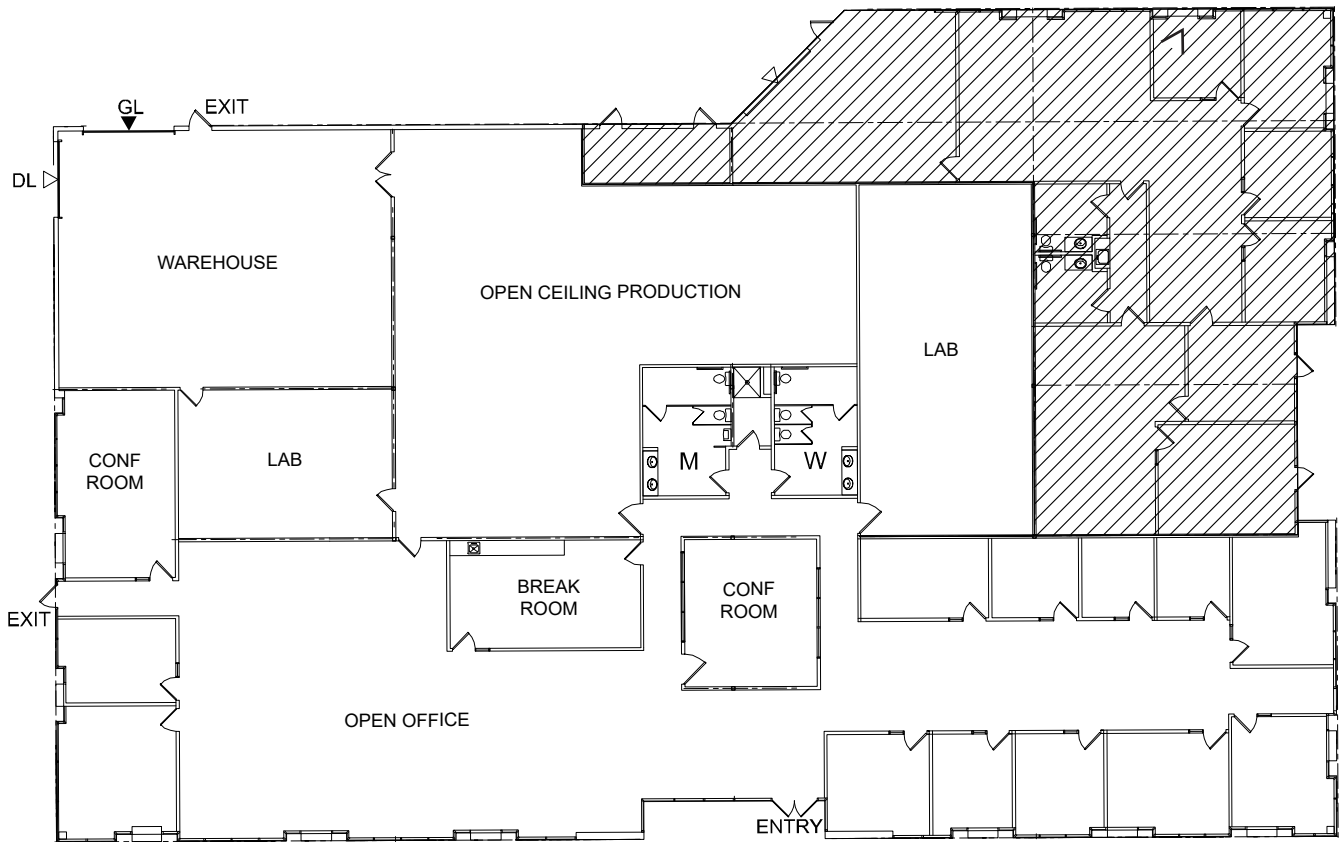 GL
EXIT
DL
WAREHOUSE
OPEN CEILING PRODUCTION
LAB
CONF
ROOM
LAB
M
W
BREAK
ROOM
CONF
ROOM
EXIT
OPEN OFFICE
ENTRY